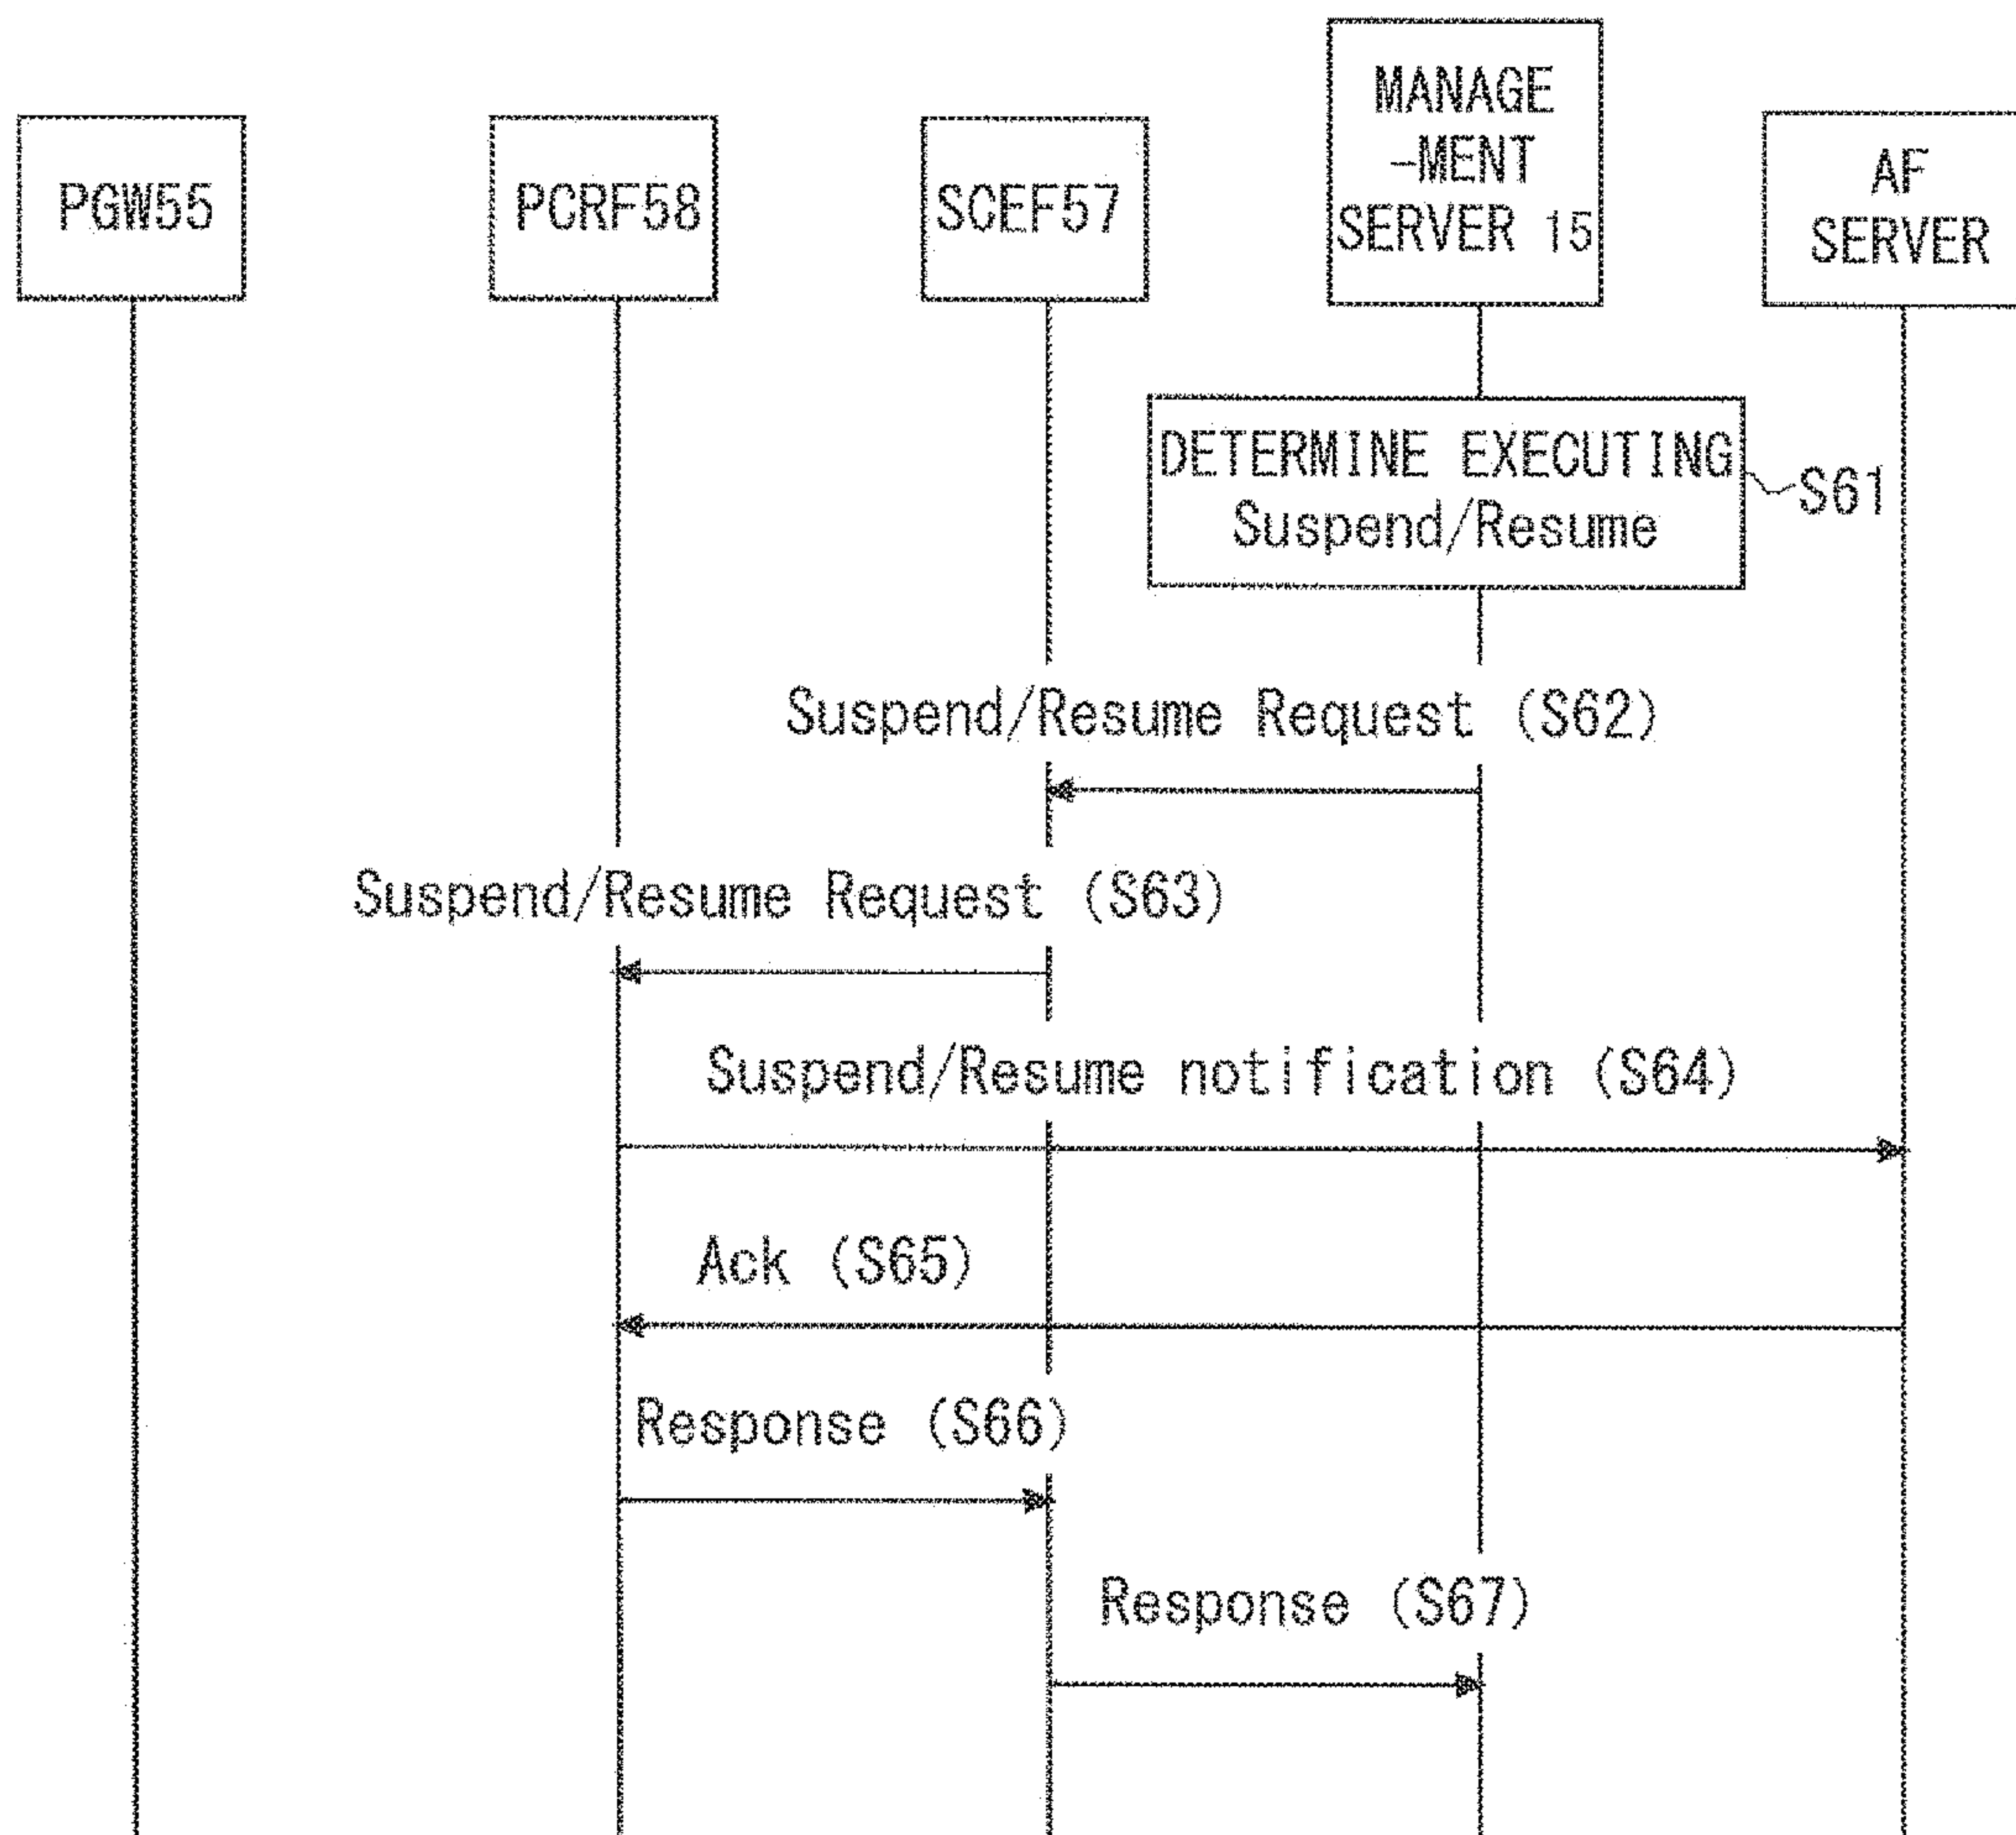 PGW55
PCRF58
SCEF57
MANAGE
-MENT
SERVER 15
AF
SERVER
DETERMINE EXECUTING
Suspend/Resume
S61
Suspend/Resume Request (S62)
Suspend/Resume Request (S63)
Suspend/Resume notification (S64)
Ack (S65)
Response (S66)
Response (S67)